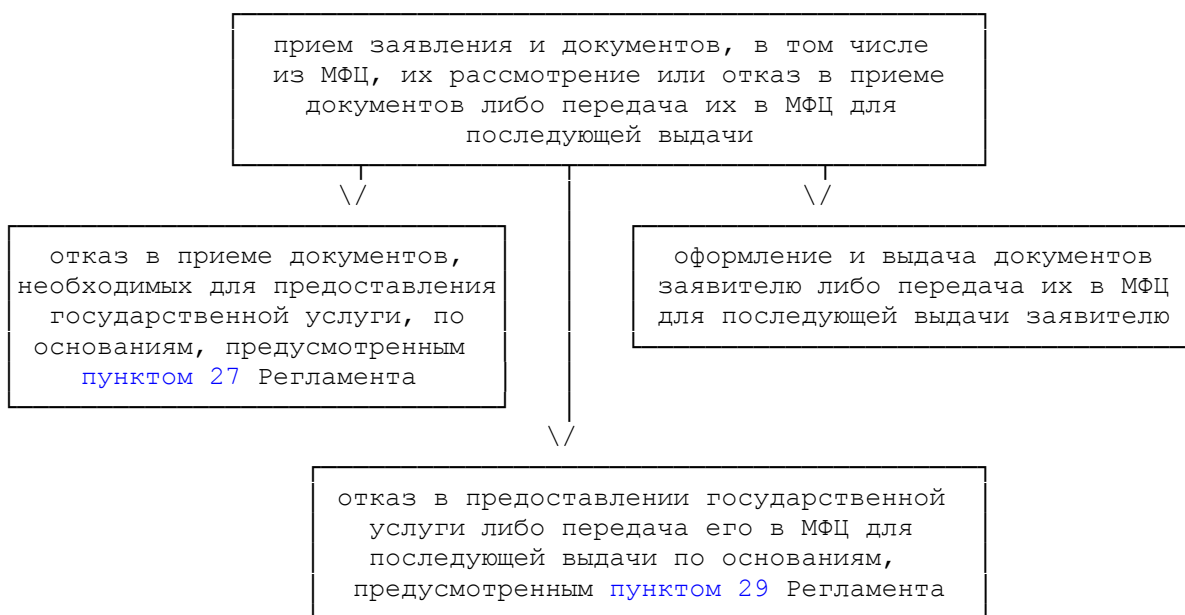 прием заявления и документов, в том числе
из МФЦ, их рассмотрение или отказ в приеме
документов либо передача их в МФЦ для
последующей выдачи
\/
\/
отказ в приеме документов,
необходимых для предоставления
государственной услуги, по
основаниям, предусмотренным
пунктом 27 Регламента
оформление и выдача документов
заявителю либо передача их в МФЦ
для последующей выдачи заявителю
\/
отказ в предоставлении государственной
услуги либо передача его в МФЦ для
последующей выдачи по основаниям,
предусмотренным пунктом 29 Регламента